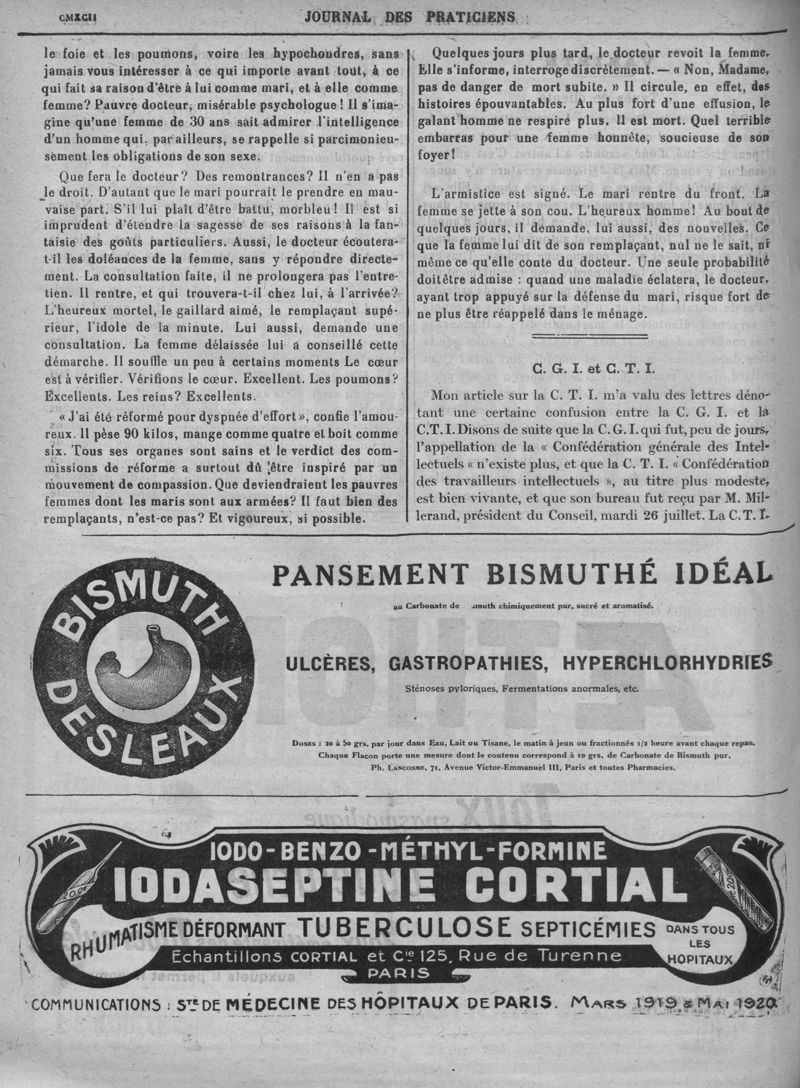 CMXCII
JOURNAL DES PRATICIENS
le foie et les poumons, voire les hypochondres, sans
jamais vous intéresser à ce qui importe avant tout, à ce
qui fait sa raison d'être à lui comme mari, et à elle comme
femme? Pauvre docteur, misérable psychologue! Il s'ima-
gine qu'une femme de 30 ans sait admirer l'intelligence
d'un homme qui, par ailleurs, se rappelle si parcimonieu-
sement les obligations de son sexe.
Que fera le docteur? Des remontrances? Il n'en a pas
le droit. D'autant que le mari pourrait le prendre en mau-
vaise part. S'il lui plaît d'être battu, morbleu! Il est si
imprudent d'étendre la sagesse de ses raisons à la fan-
taisie des goûts particuliers. Aussi, le docteur écoutera-
t-il les doléances de la femme, sans y répondre directe-
ment. La consultation faite, il ne prolongera pas l'entre-
tien. Il rentre, et qui trouvera-t-il chez lui, à l'arrivée?
L'heureux mortel, le gaillard aimé, le remplaçant supé-
rieur, l'idole de la minute. Lui aussi, demande une
consultation. La femme délaissée lui a conseillé cette
démarche. Il souffle un peu à certains moments Le cœur
est à vérifier. Vérifions le cœur. Excellent. Les poumons?
Excellents. Les reins? Excellents.
« J'ai été réformé pour dyspnée d'effort », confie l'amou-
reux. Il pèse 90 kilos, mange comme quatre et boit comme
six. Tous ses organes sont sains et le verdict des com-
missions de réforme a surtout dû être inspiré par un
mouvement de compassion. Que deviendraient les pauvres
femmes dont les maris sont aux armées? Il faut bien des
remplaçants, n'est-ce pas? Et vigoureux, si possible.
Quelques jours plus tard, le docteur revoit la femme.
Elle s'informe, interroge discrètement. — « Non, Madame,
pas de danger de mort subite. » Il circule, en effet, des
histoires épouvantables. Au plus fort d'une effusion, le
galant homme ne respire plus. Il est mort. Quel terrible
embarras pour une femme honnête, soucieuse de son
foyer!
L'armistice est signé. Le mari rentre du front. La
femme se jette à son cou. L'heureux homme! Au bout de
quelques jours, il demande, lui aussi, des nouvelles. Ce
que la femme lui dit de son remplaçant, nul ne le sait, ni
même ce qu'elle conte du docteur. Une seule probabilité
doit être admise : quand une maladie éclatera, le docteur,
ayant trop appuyé sur la défense du mari, risque fort de
ne plus être réappelé dans le ménage.
C. G. I. et C. T. I.
Mon article sur la C. T. I. m'a valu des lettres déno-
tant une certaine confusion entre la C. G. I. et la
C.T.I. Disons de suite que la C.G.I. qui fut, peu de jours,
l'appellation de la « Confédération générale des Intel-
lectuels « n'existe plus, et que la C. T. I. « Confédération
des travailleurs intellectuels », au titre plus modeste,
est bien vivante, et que son bureau fut reçu par M. Mil-
lerand, président du Conseil, mardi 26 juillet. La C.T.I.
BISMUTH
DESLEAUX
PANSEMENT BISMUTHÉ IDÉAL
au Carbonate de muth chimiquement pur, sucré et aromatisé.
ULCÈRES, GASTROPATHIES, HYPERCHLORHYDRIES
Sténoses pyloriques, Fermentations anormales, etc.
Doses : 20 à 50 grs. par jour dans Eau, Lait ou Tisane, le matin à jeun ou fractionnés 1/2 heure avant chaque repas.
Chaque Flacon porte une mesure dont le contenu correspond à 10 grs. de Carbonate de Bismuth pur.
Ph. Lancosme, 71, Avenue Victor-Emmanuel III, Paris et toutes Pharmacies.
IODO-BENZO-MÉTHYL-FORMINE
IODASEPTINE CORTIAL
RHUMATISME DÉFORMANT TUBERCULOSE SEPTICÉMIES
DANS TOUS
LES
HOPITAUX
Echantillons CORTIAL et Cie 125, Rue de Turenne
PARIS
COMMUNICATIONS : STÉ DE MÉDECINE DES HÔPITAUX DE PARIS. MARS 1919 & MAI 1920